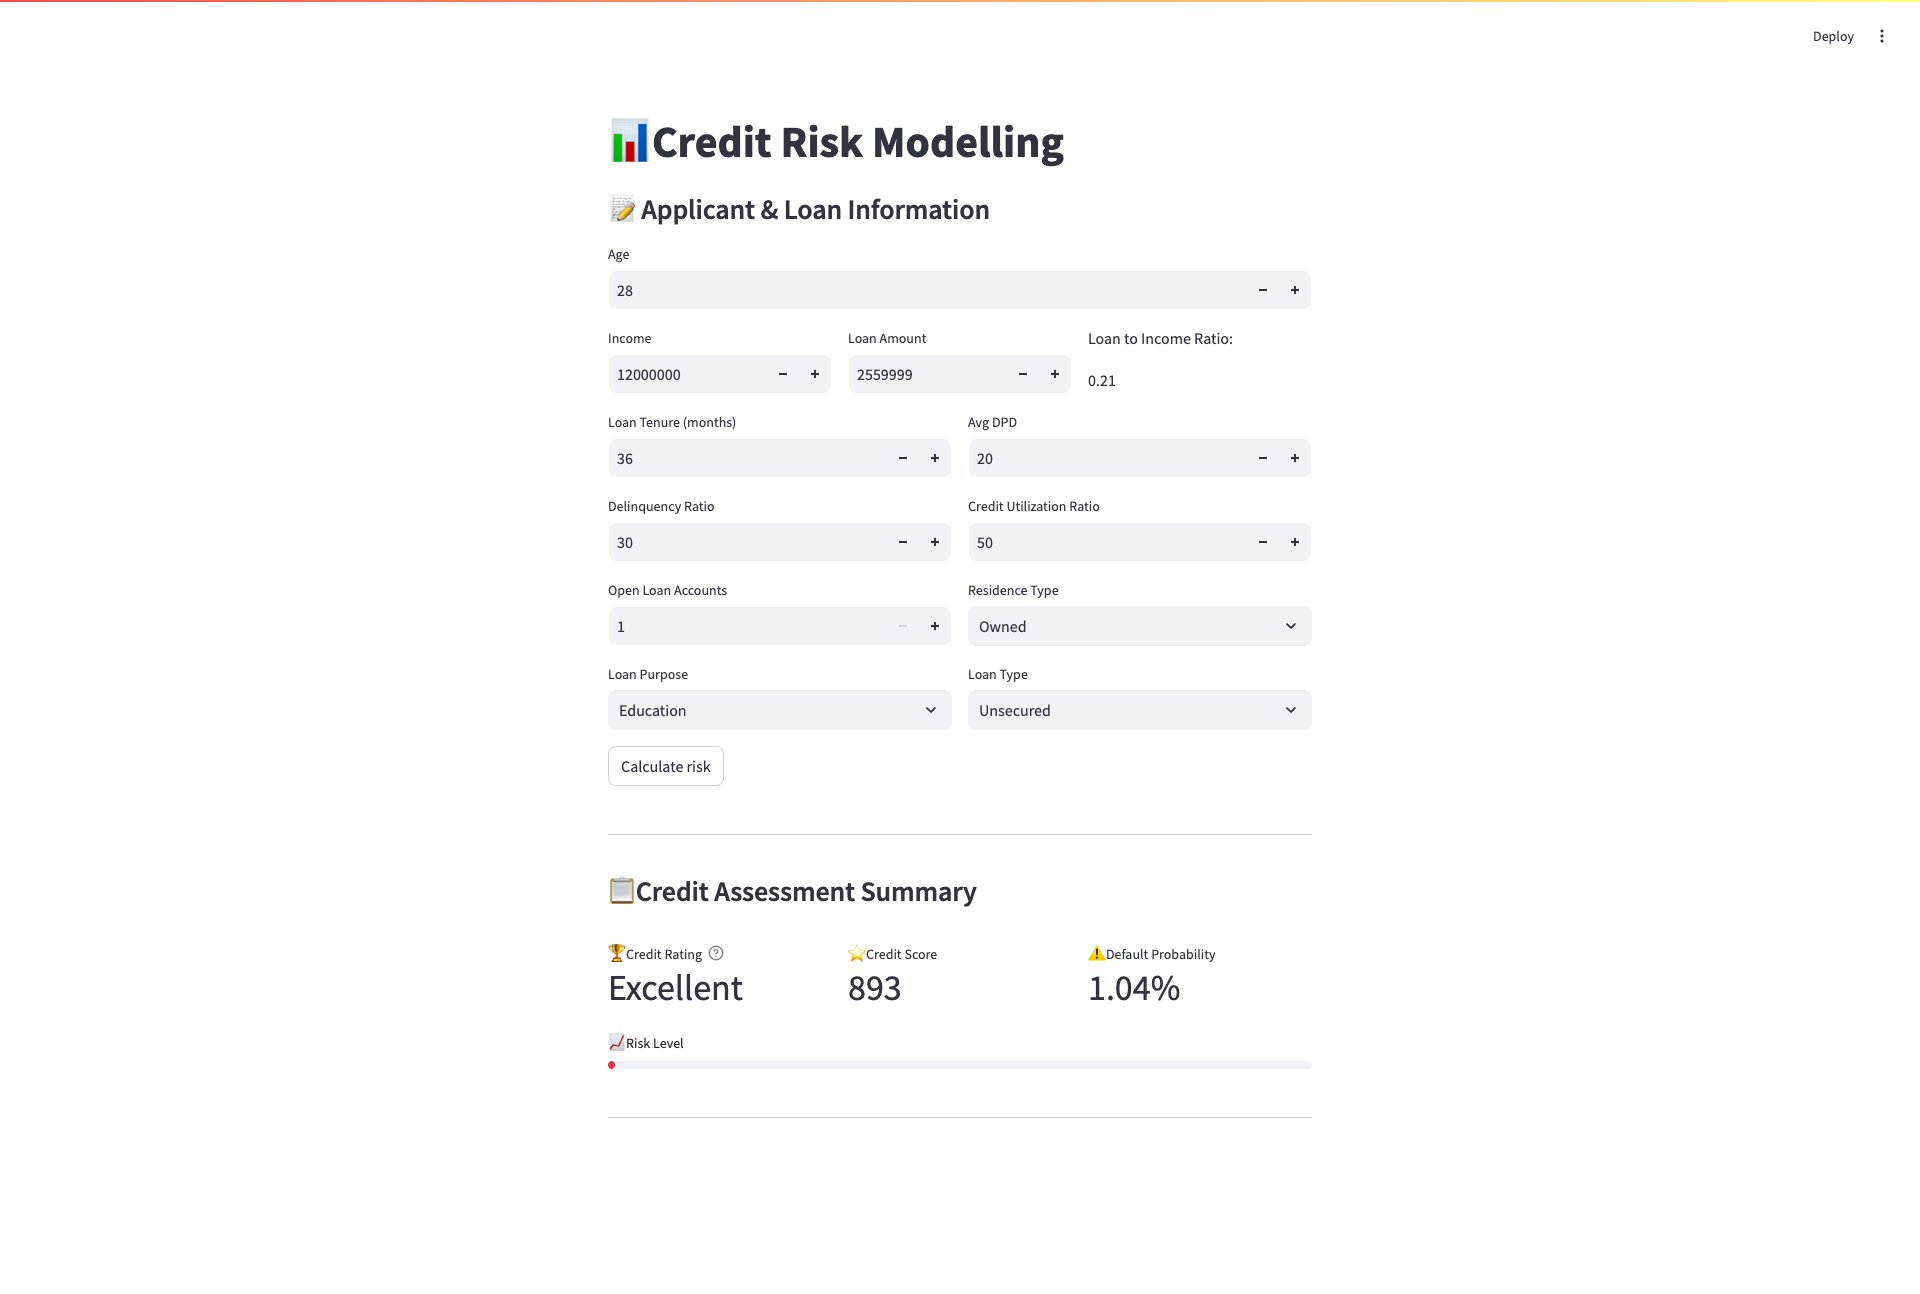 Deploy
Credit Risk Modelling
Applicant & Loan Information
Age
28
Income
Loan Amount
Loan to Income Ratio:
12000000
2559999
0.21
Loan Tenure (months)
Avg DPD
36
20
Delinquency Ratio
Credit Utilization Ratio
30
50
Open Loan Accounts
Residence Type
1
Owned
Loan Purpose
Loan Type
Education
Unsecured
Calculate risk
Credit Assessment Summary
Credit Rating
Credit Score
Default Probability
Excellent
893
1.04%
Risk Level